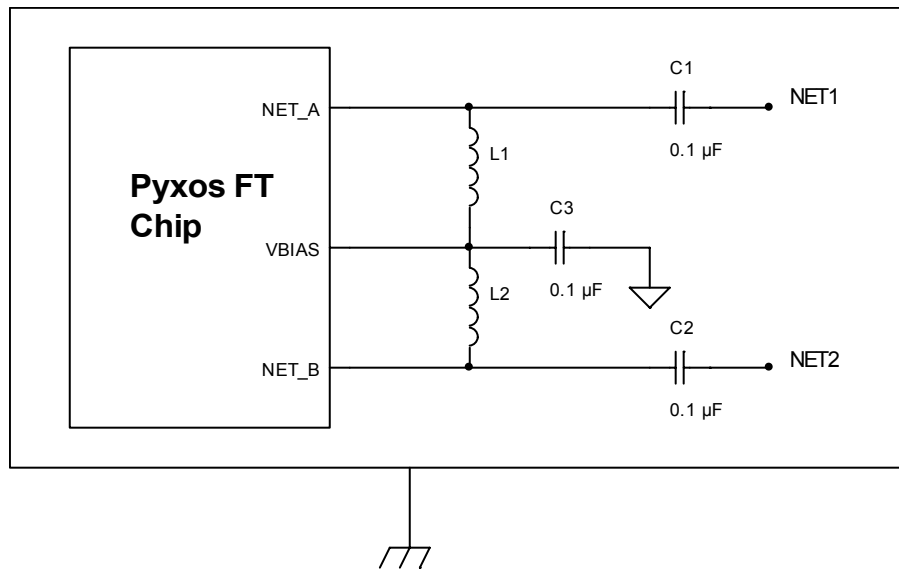 C1
NET_A
NET1
0.1 µF
L1
Pyxos FT
Chip
C3
VBIAS
L2
0.1 µF
C2
NET_B
NET2
0.1 µF